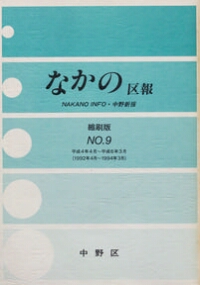 なかの区報
NAKANO INFO・中野區報
縮刷版
NO.9
平成4年4月～平成6年3月
(1992年4月～1994年3月)
中野区